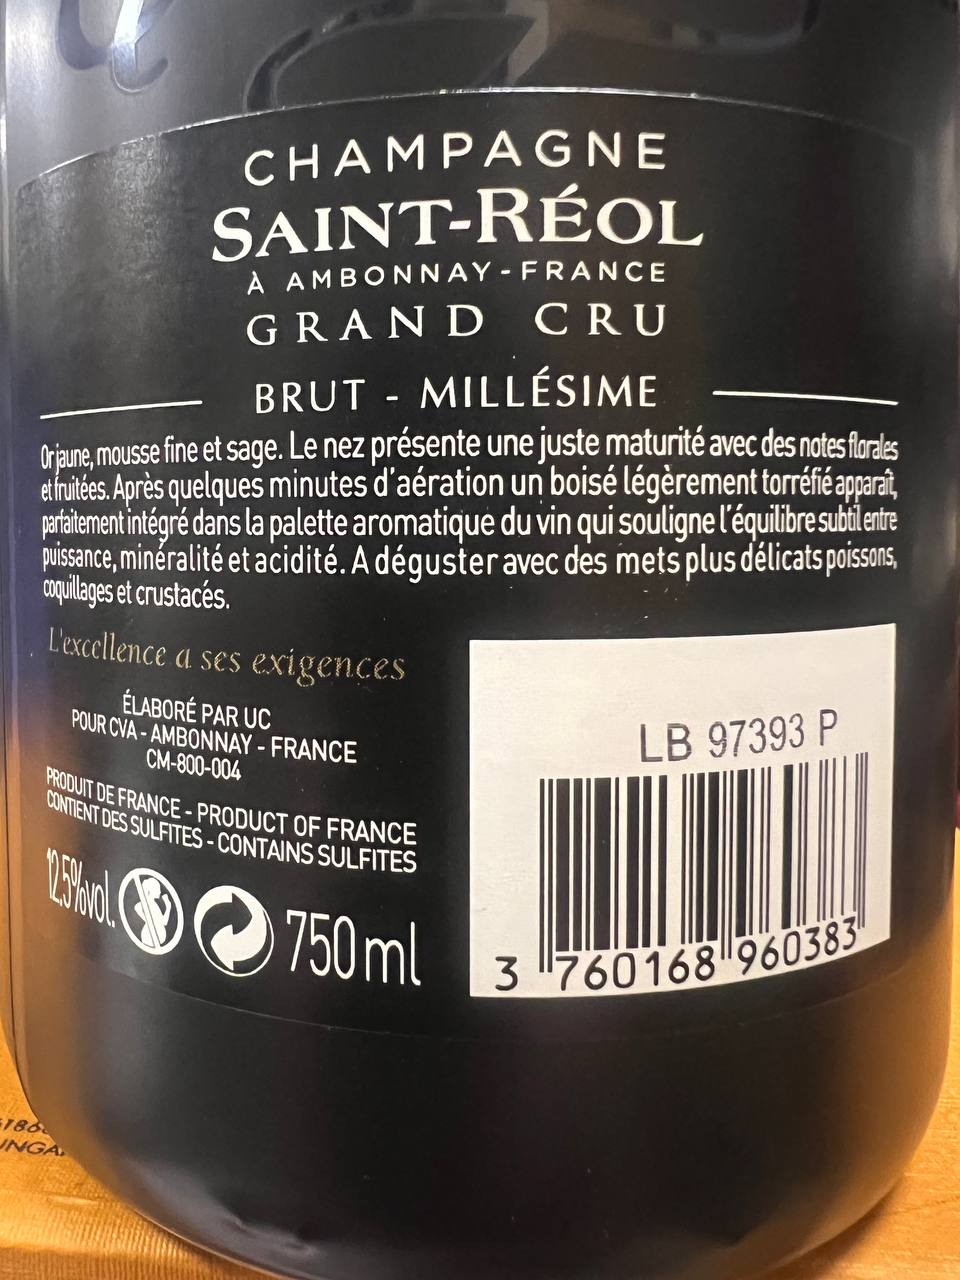 CHAMPAGNE
SAINT-RÉOL
À AMBONNAY-FRANCE
GRAND CRU
BRUT - MILLÉSIME
Or jaune, mousse fine et sage. Le nez présente une juste maturité avec des notes florales
et fruitées. Après quelques minutes d'aération un boisé légèrement torréfié apparaît,
parfaitement intégré dans la palette aromatique du vin qui souligne l'équilibre subtil entre
puissance, minéralité et acidité. A déguster avec des mets plus délicats poissons,
coquillages et crustacés.
L'excellence a ses exigences
ÉLABORÉ PAR UC
POUR CVA - AMBONNAY - FRANCE
CM-800-004
PRODUIT DE FRANCE - PRODUCT OF FRANCE
CONTIENT DES SULFITES - CONTAINS SULFITES
12,5%vol. 750 ml
LB 97393 P
3 760168 960383